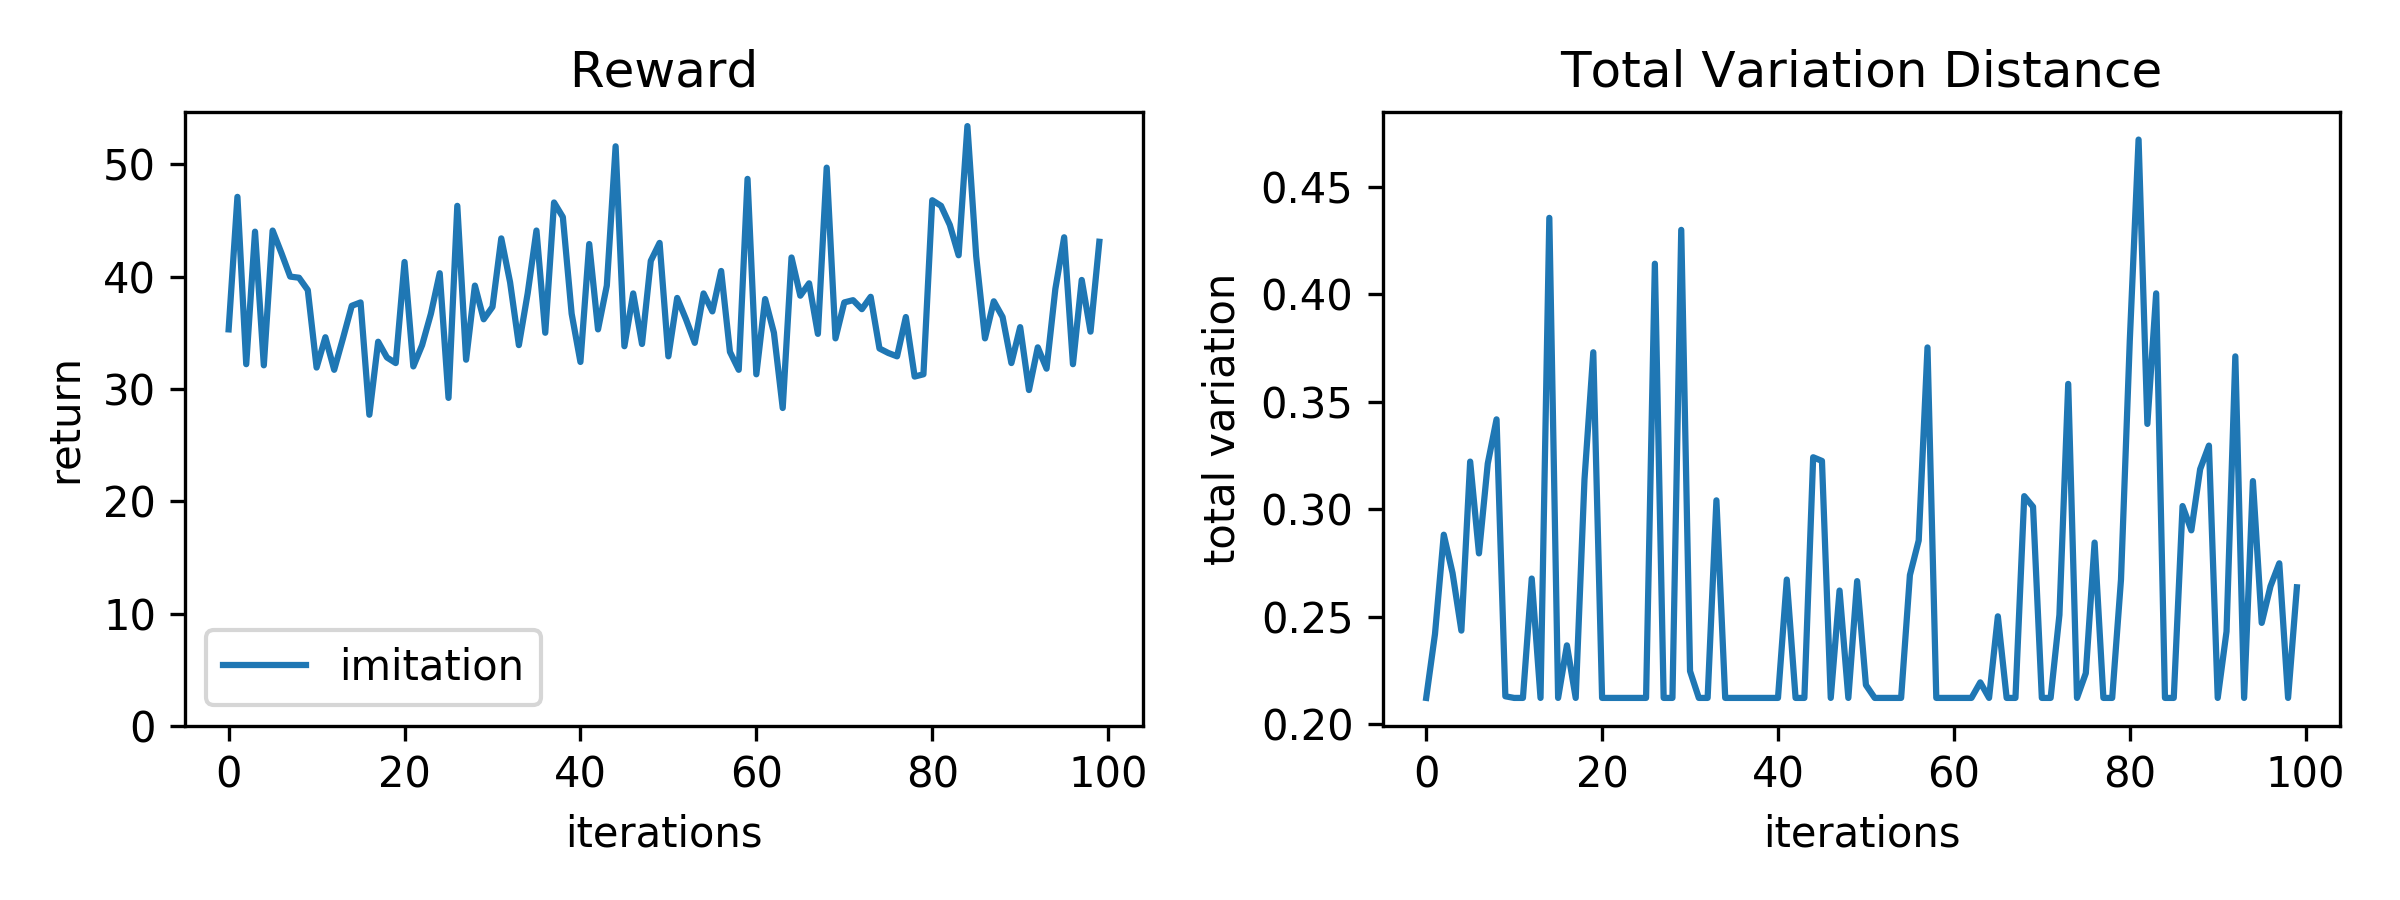 Reward
50
40
30
20
10
0
return
imitation
0 20 40 60 80 100
iterations
Total Variation Distance
0.45
0.40
0.35
0.30
0.25
0.20
total variation
0 20 40 60 80 100
iterations